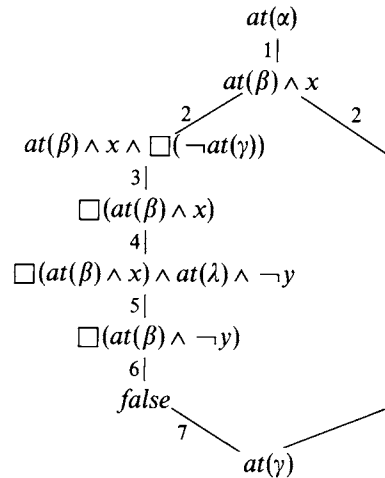 at(α)
1
at(β) ∧ x
2 2
at(β) ∧ x ∧ □(¬at(γ))
3
□(at(β) ∧ x)
4
□(at(β) ∧ x) ∧ at(λ) ∧ ¬y
5
□(at(β) ∧ ¬y)
6
false
7
at(γ)